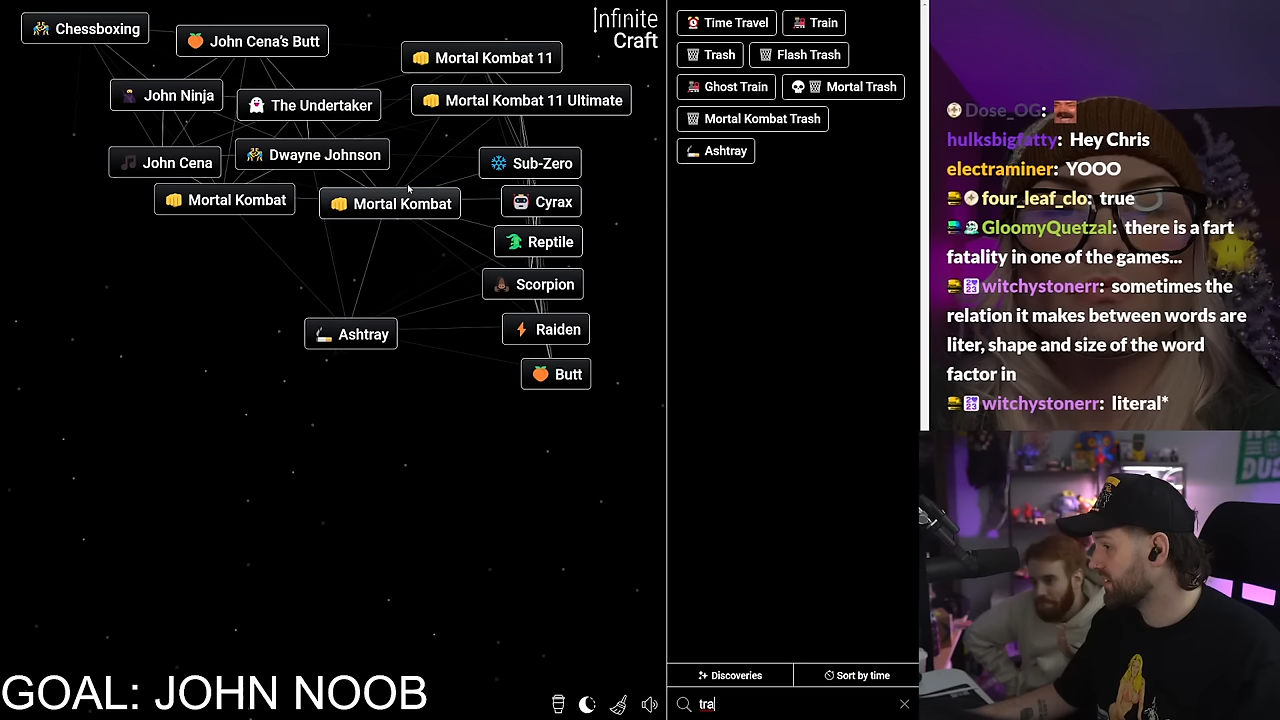 Chessboxing
John Cena's Butt
John Ninja
The Undertaker
John Cena
Dwayne Johnson
Mortal Kombat
Mortal Kombat
Mortal Kombat 11
Mortal Kombat 11 Ultimate
Sub-Zero
Cyrax
Reptile
Scorpion
Raiden
Butt
Ashtray
Infinite
Craft
Time Travel
Train
Trash
Flash Trash
Ghost Train
Mortal Trash
Mortal Kombat Trash
Ashtray
Discoveries
Sort by time
tra
GOAL: JOHN NOOB
Dose_OG:
hulksbigfatty: Hey Chris
electraminer: YOOO
four_leaf_clo: true
GloomyQuetzal: there is a fart
fatality in one of the games...
witchystonerr: sometimes the
relation it makes between words are
liter, shape and size of the word
factor in
witchystonerr: literal*